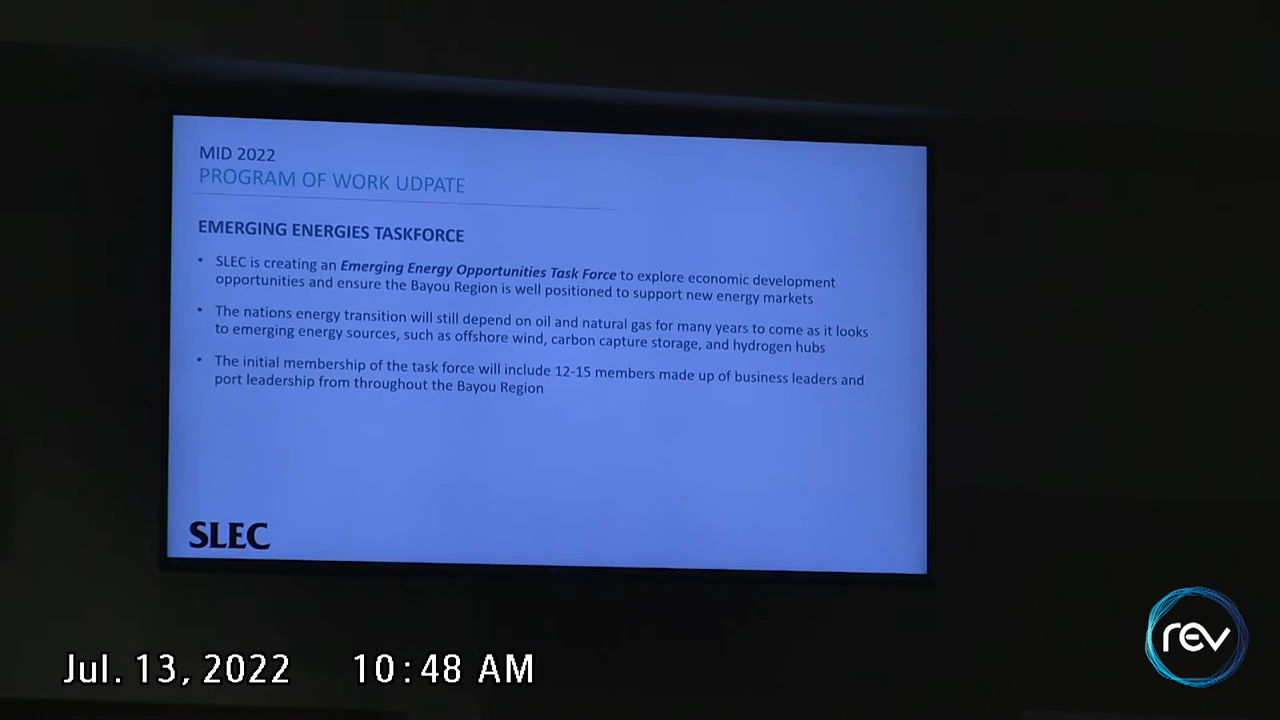 MID 2022
PROGRAM OF WORK UDPATE
EMERGING ENERGIES TASKFORCE
• SLEC is creating an Emerging Energy Opportunities Task Force to explore economic development
opportunities and ensure the Bayou Region is well positioned to support new energy markets
• The nations energy transition will still depend on oil and natural gas for many years to come as it looks
to emerging energy sources, such as offshore wind, carbon capture storage, and hydrogen hubs
• The initial membership of the task force will include 12-15 members made up of business leaders and
port leadership from throughout the Bayou Region
SLEC
rev
Jul. 13, 2022 10:48 AM